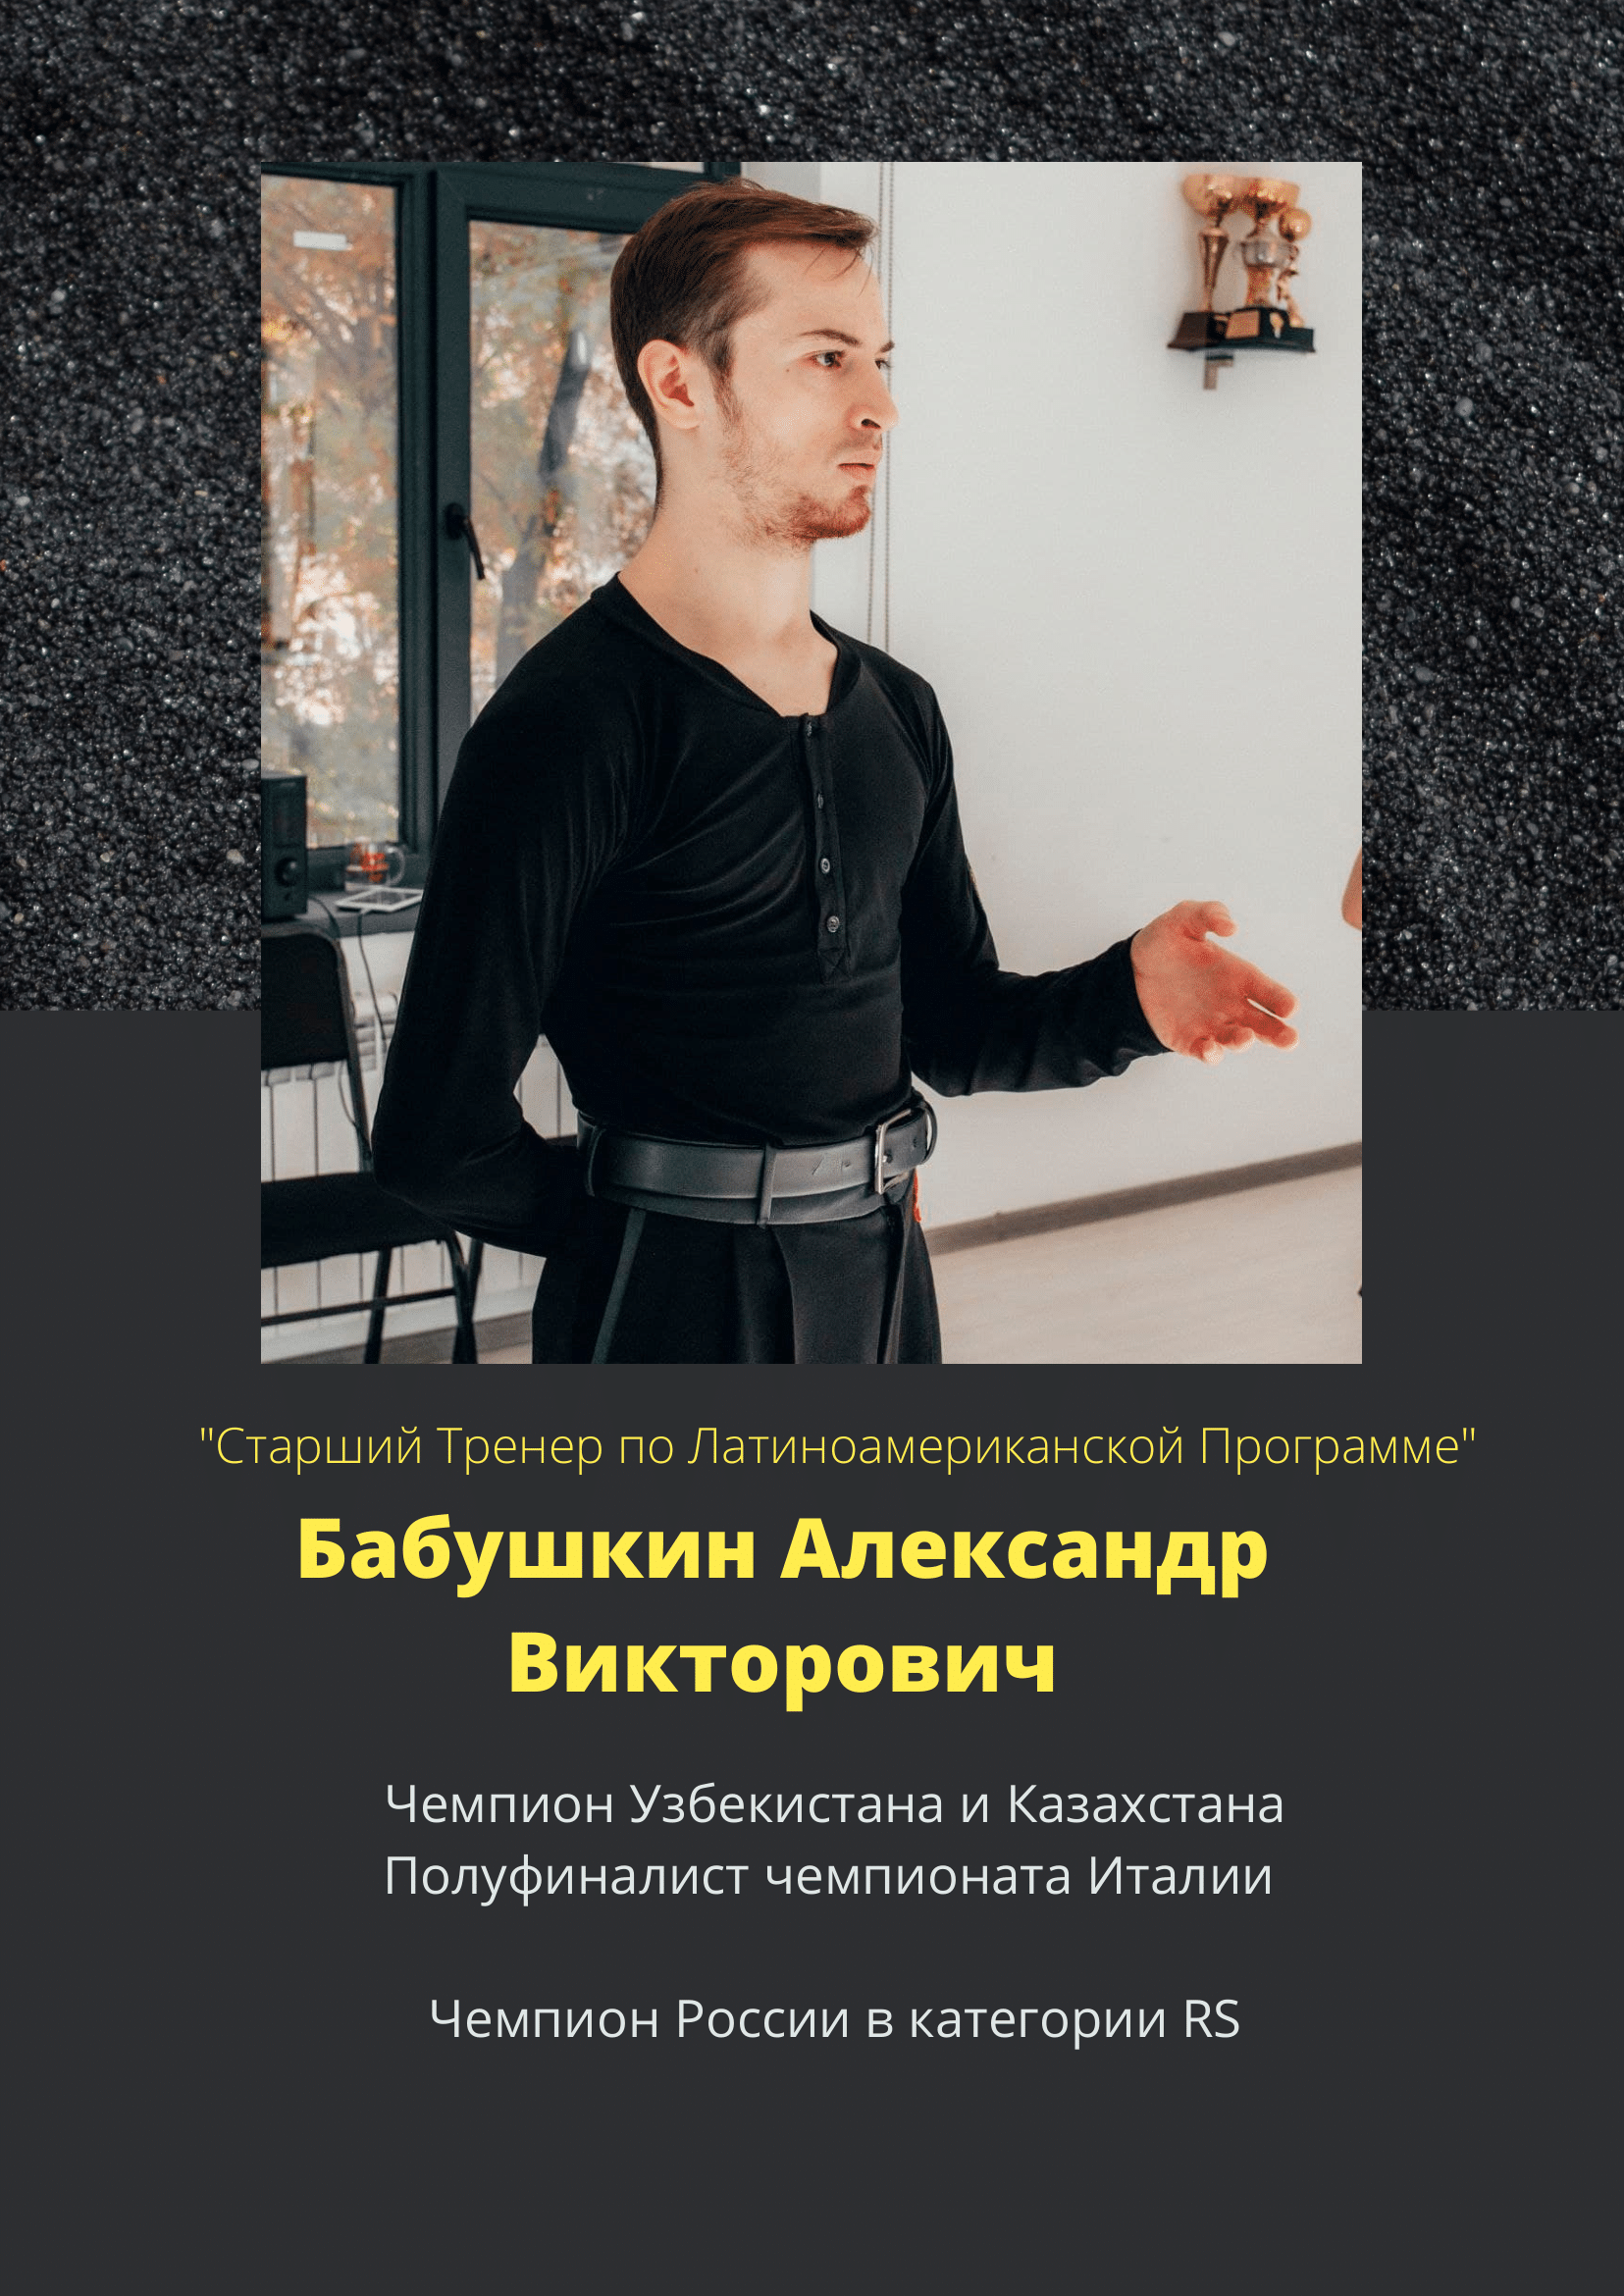 "Старший Тренер по Латиноамериканской Программе"
Бабушкин Александр
Викторович
Чемпион Узбекистана и Казахстана
Полуфиналист чемпионата Италии
Чемпион России в категории RS